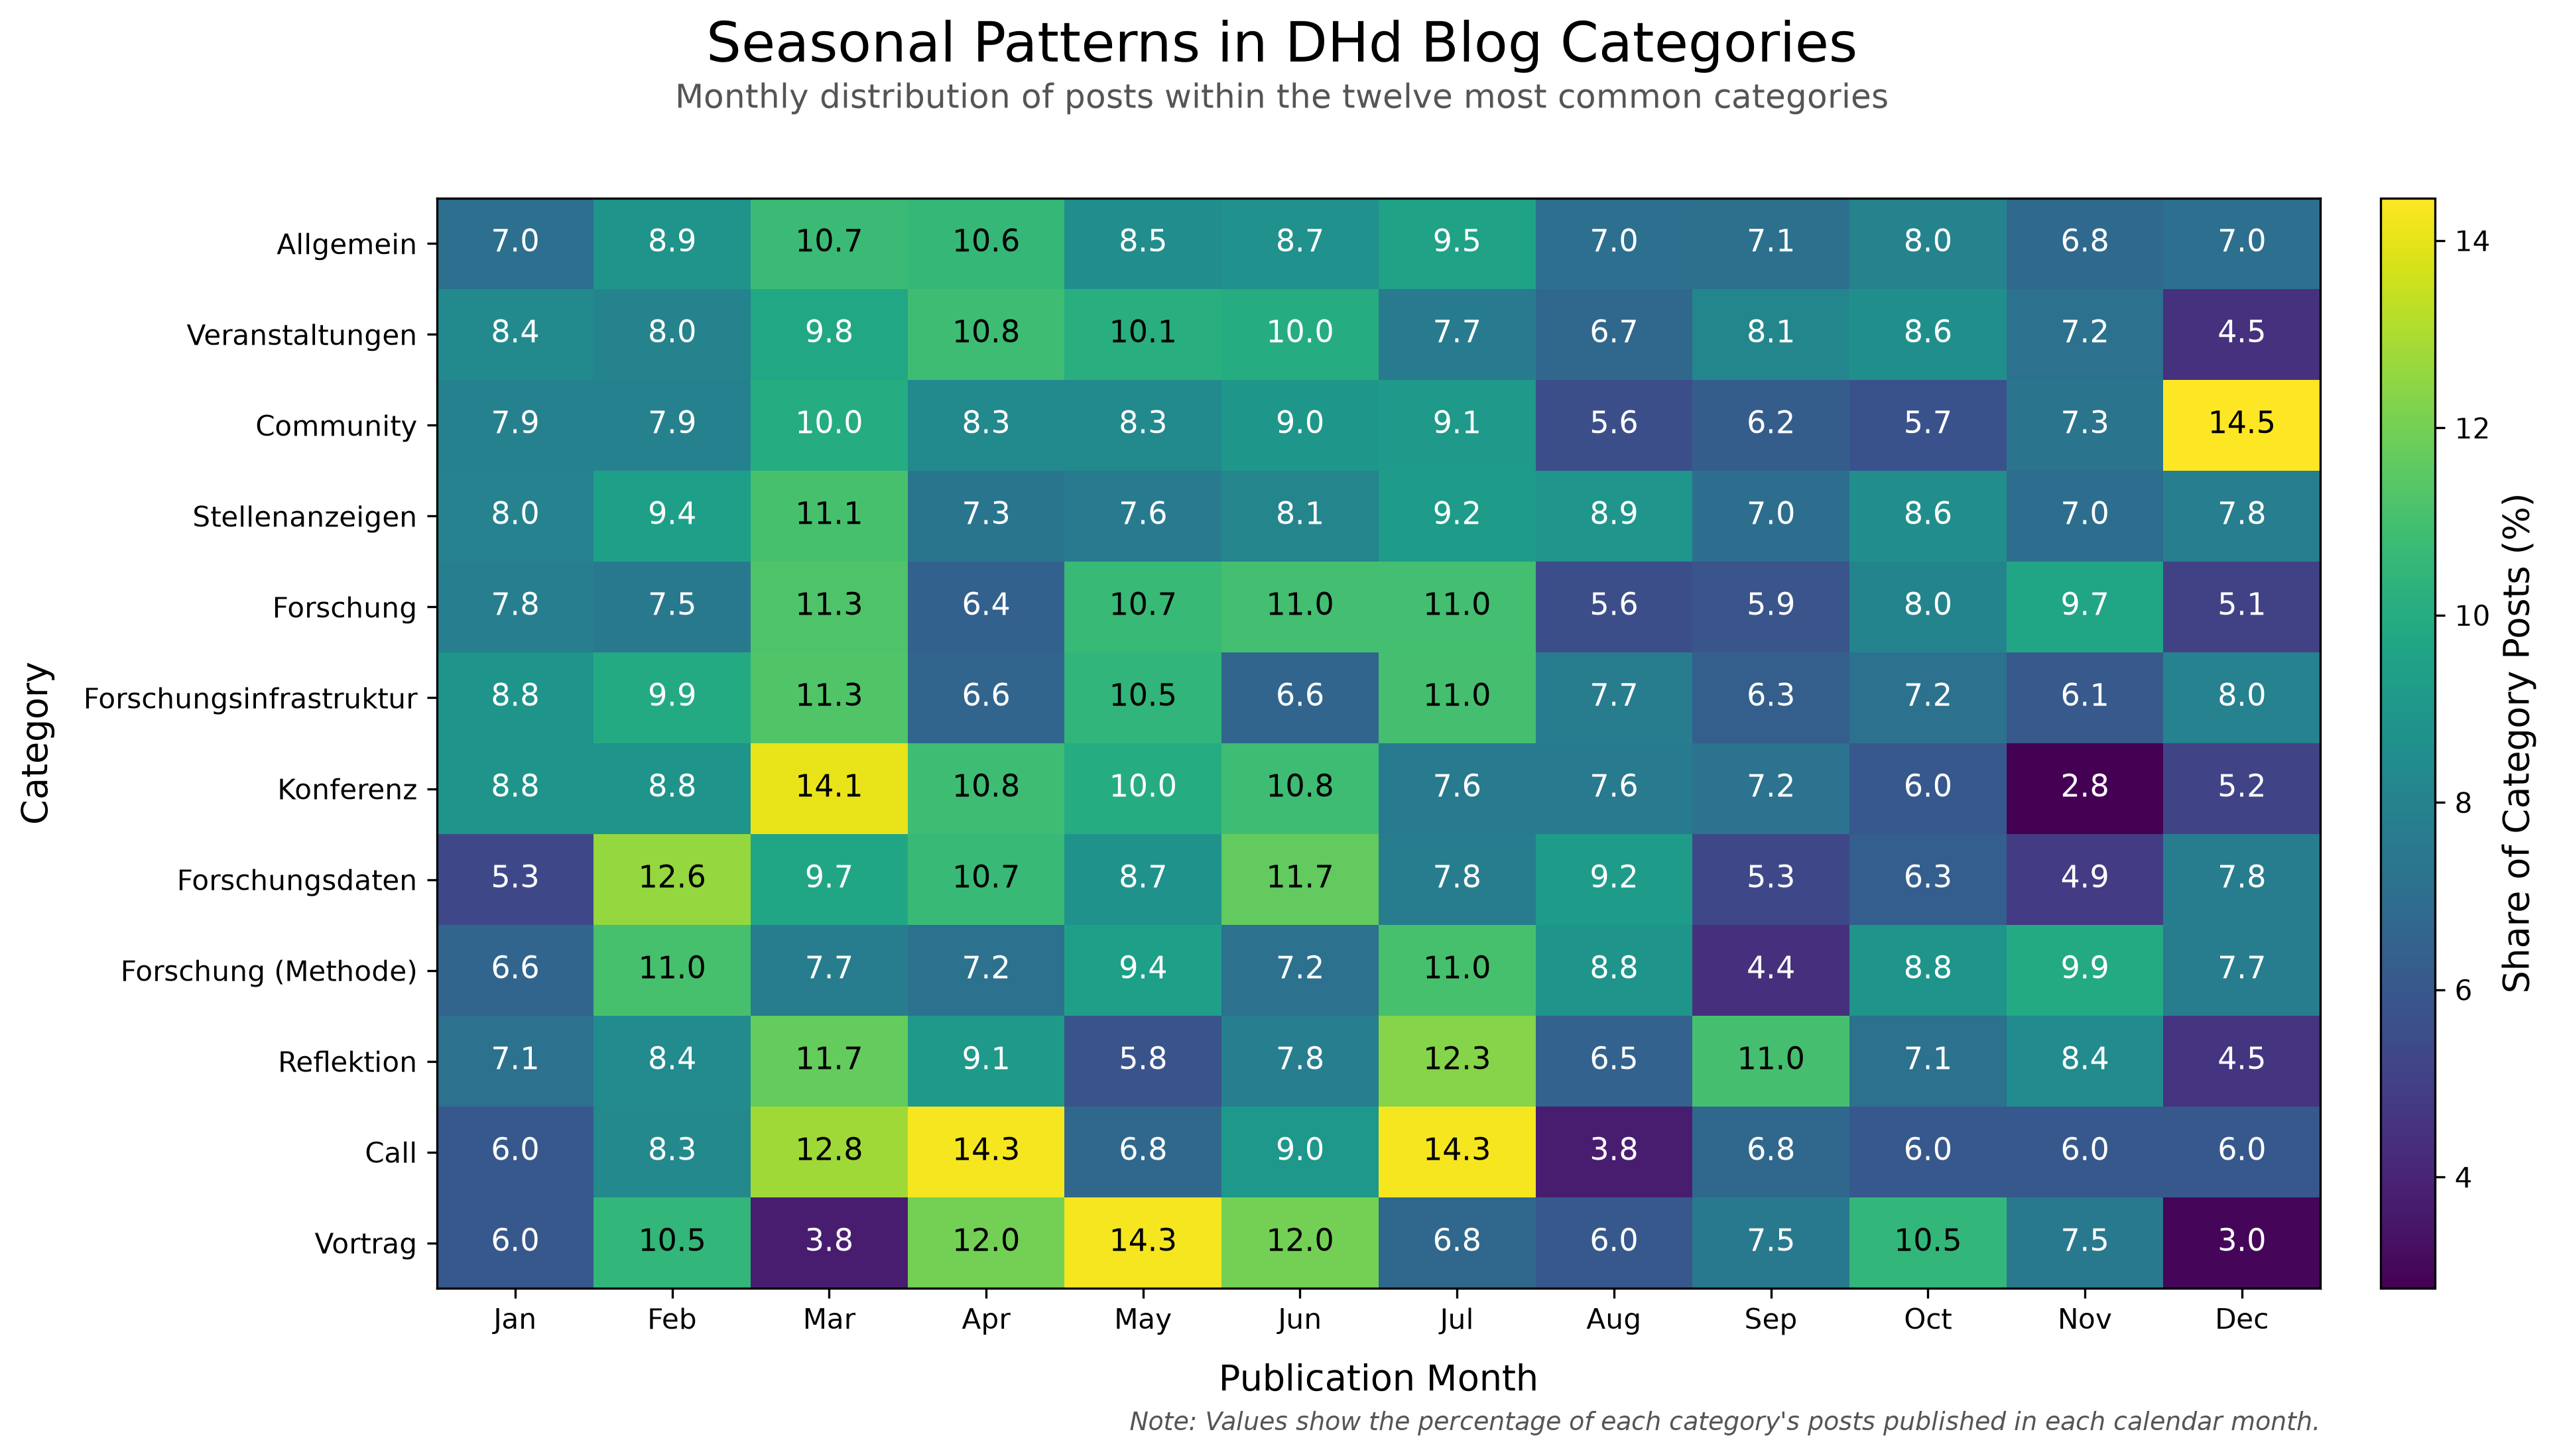 Seasonal Patterns in DHd Blog Categories
Monthly distribution of posts within the twelve most common categories
Category
Allgemein 7.0 8.9 10.7 10.6 8.5 8.7 9.5 7.0 7.1 8.0 6.8 7.0
Veranstaltungen 8.4 8.0 9.8 10.8 10.1 10.0 7.7 6.7 8.1 8.6 7.2 4.5
Community 7.9 7.9 10.0 8.3 8.3 9.0 9.1 5.6 6.2 5.7 7.3 14.5
Stellenanzeigen 8.0 9.4 11.1 7.3 7.6 8.1 9.2 8.9 7.0 8.6 7.0 7.8
Forschung 7.8 7.5 11.3 6.4 10.7 11.0 11.0 5.6 5.9 8.0 9.7 5.1
Forschungsinfrastruktur 8.8 9.9 11.3 6.6 10.5 6.6 11.0 7.7 6.3 7.2 6.1 8.0
Konferenz 8.8 8.8 14.1 10.8 10.0 10.8 7.6 7.6 7.2 6.0 2.8 5.2
Forschungsdaten 5.3 12.6 9.7 10.7 8.7 11.7 7.8 9.2 5.3 6.3 4.9 7.8
Forschung (Methode) 6.6 11.0 7.7 7.2 9.4 7.2 11.0 8.8 4.4 8.8 9.9 7.7
Reflektion 7.1 8.4 11.7 9.1 5.8 7.8 12.3 6.5 11.0 7.1 8.4 4.5
Call 6.0 8.3 12.8 14.3 6.8 9.0 14.3 3.8 6.8 6.0 6.0 6.0
Vortrag 6.0 10.5 3.8 12.0 14.3 12.0 6.8 6.0 7.5 10.5 7.5 3.0
Jan Feb Mar Apr May Jun Jul Aug Sep Oct Nov Dec
Publication Month
14
12
10
8
6
4
Share of Category Posts (%)
Note: Values show the percentage of each category's posts published in each calendar month.